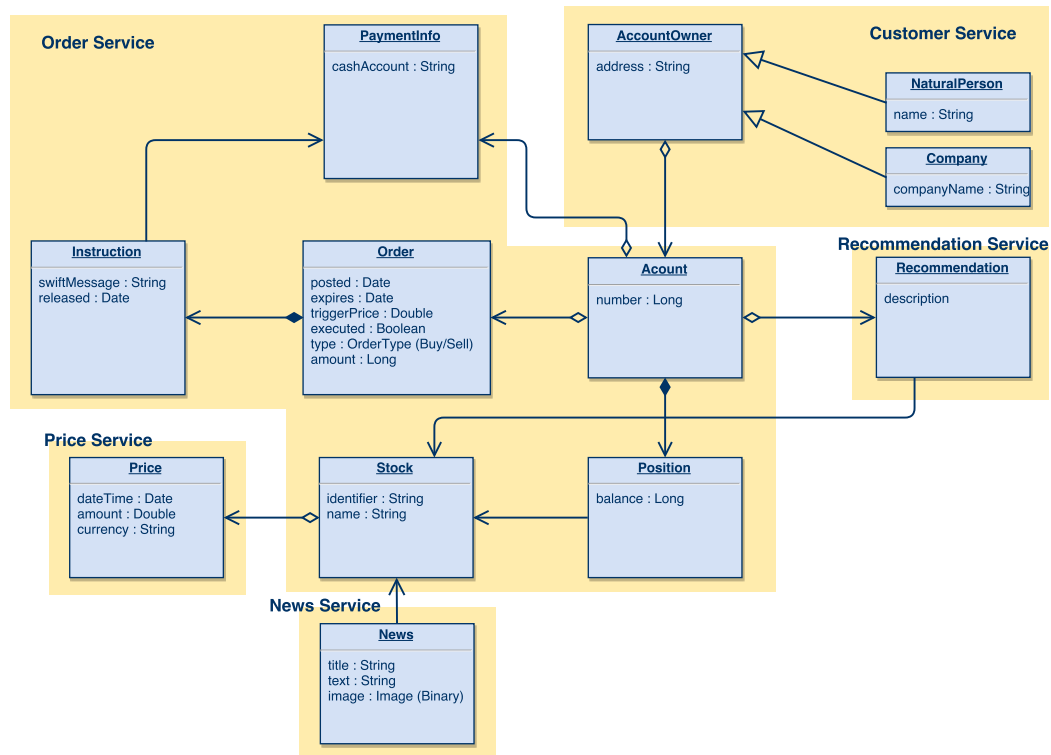 Order Service
PaymentInfo
cashAccount : String
AccountOwner
address : String
Customer Service
NaturalPerson
name : String
Company
companyName : String
Instruction
swiftMessage : String
released : Date
Order
posted : Date
expires : Date
triggerPrice : Double
executed : Boolean
type : OrderType (Buy/Sell)
amount : Long
Acount
number : Long
Recommendation Service
Recommendation
description
Price Service
Price
dateTime : Date
amount : Double
currency : String
Stock
identifier : String
name : String
Position
balance : Long
News Service
News
title : String
text : String
image : Image (Binary)